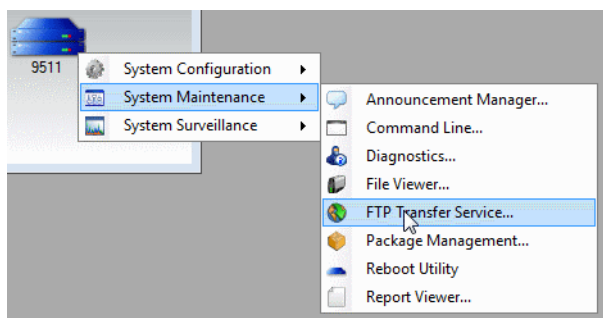 9511
System Configuration
System Maintenance
System Surveillance
Announcement Manager...
Command Line...
Diagnostics...
File Viewer...
FTP Transfer Service...
Package Management...
Reboot Utility
Report Viewer...